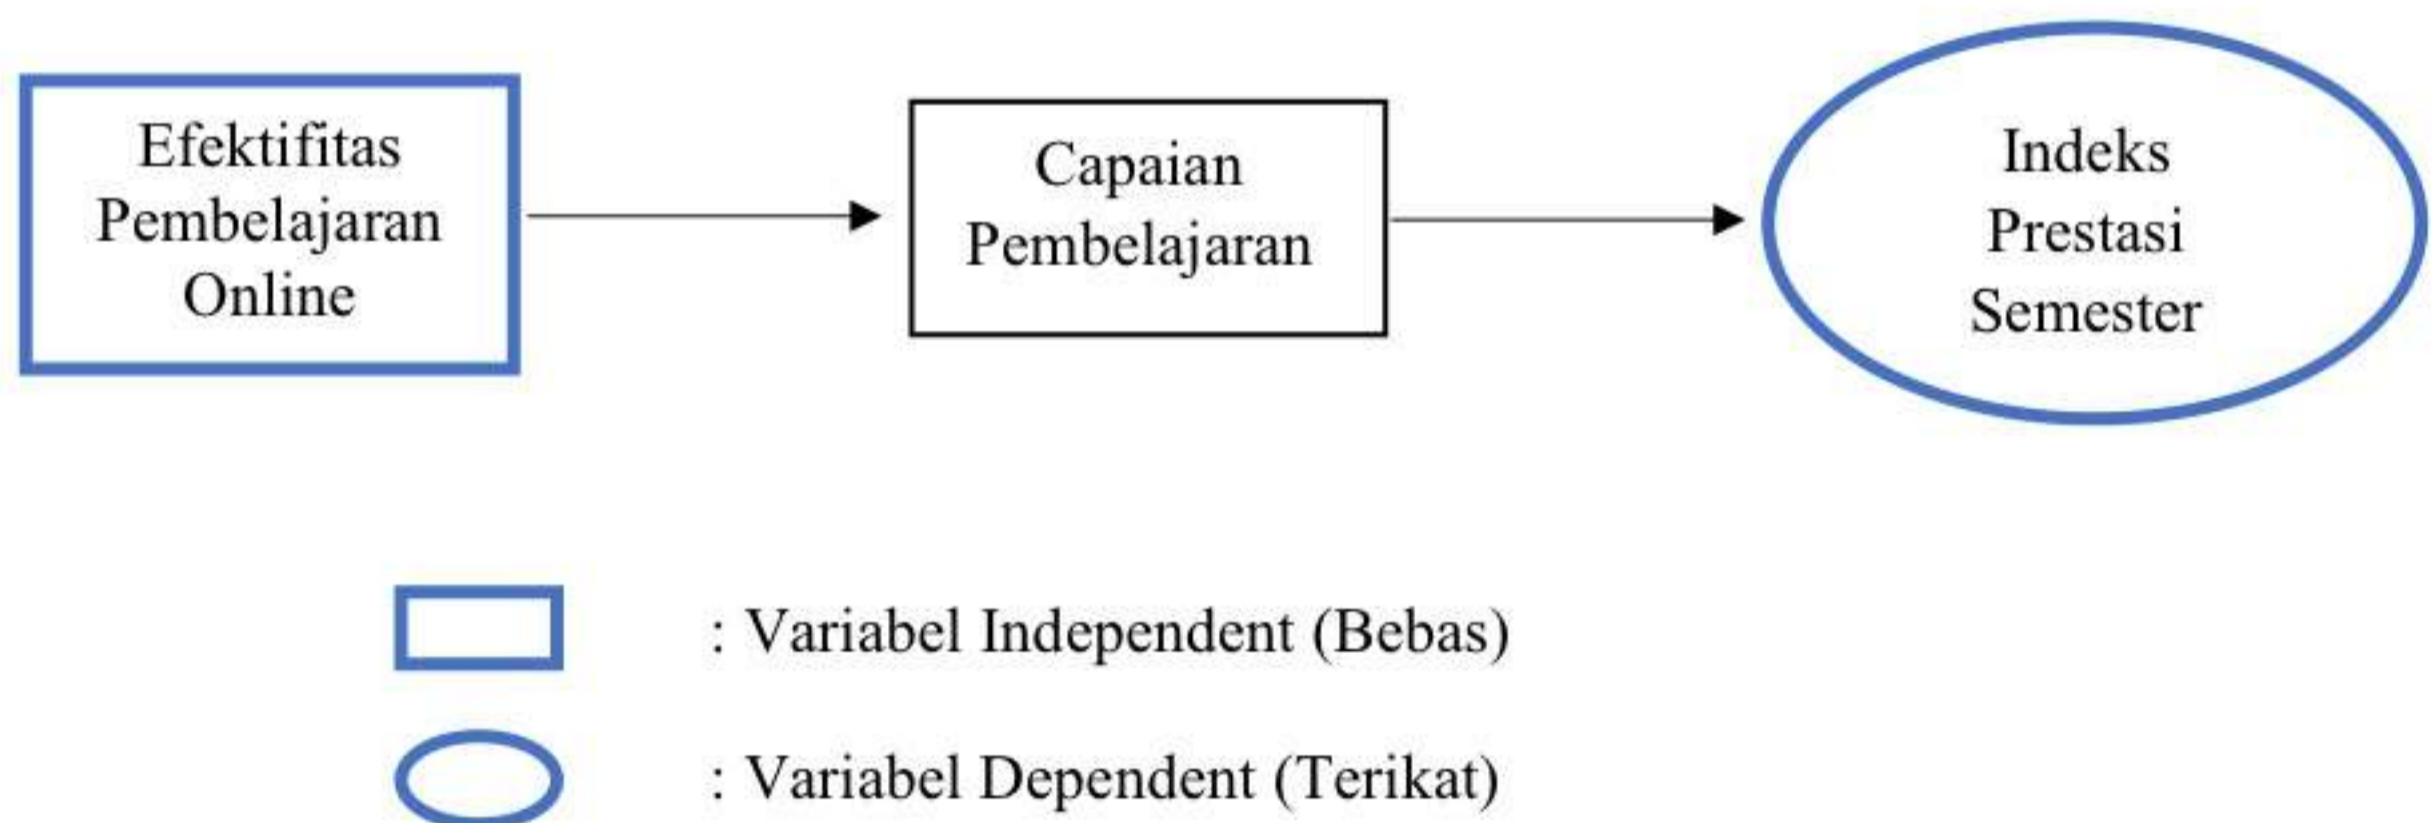 Efektifitas
Pembelajaran
Online
Capaian
Pembelajaran
Indeks
Prestasi
Semester
: Variabel Independent (Bebas)
: Variabel Dependent (Terikat)